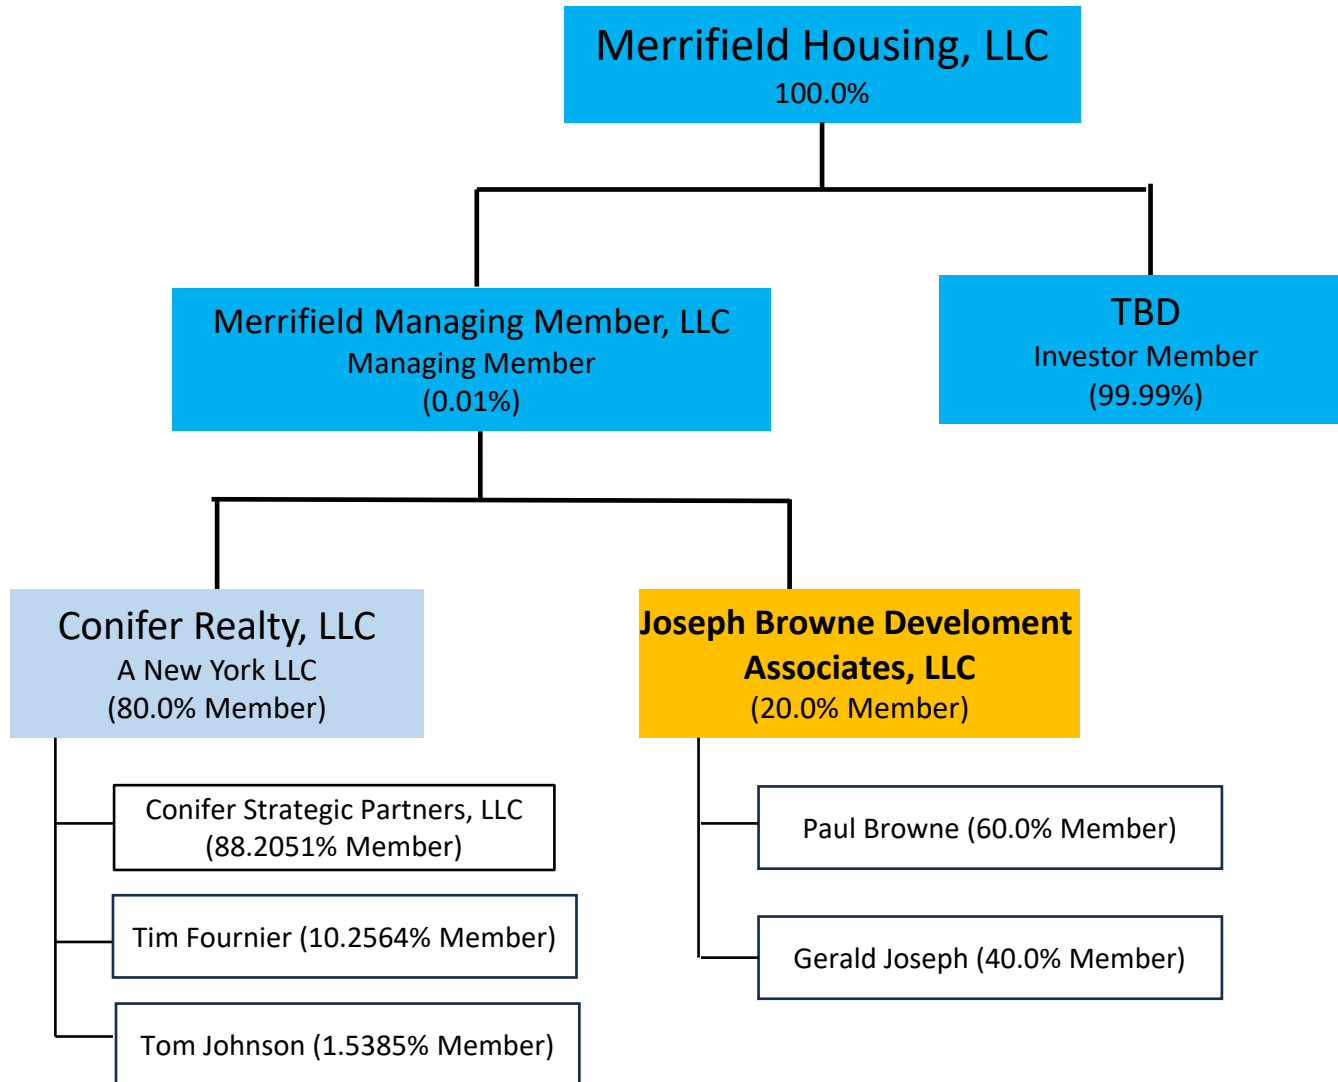 Merrifield Housing, LLC
100.0%
Merrifield Managing Member, LLC
Managing Member
(0.01%)
TBD
Investor Member
(99.99%)
Conifer Realty, LLC
A New York LLC
(80.0% Member)
Joseph Browne Develoment
Associates, LLC
(20.0% Member)
Conifer Strategic Partners, LLC
(88.2051% Member)
Tim Fournier (10.2564% Member)
Tom Johnson (1.5385% Member)
Paul Browne (60.0% Member)
Gerald Joseph (40.0% Member)